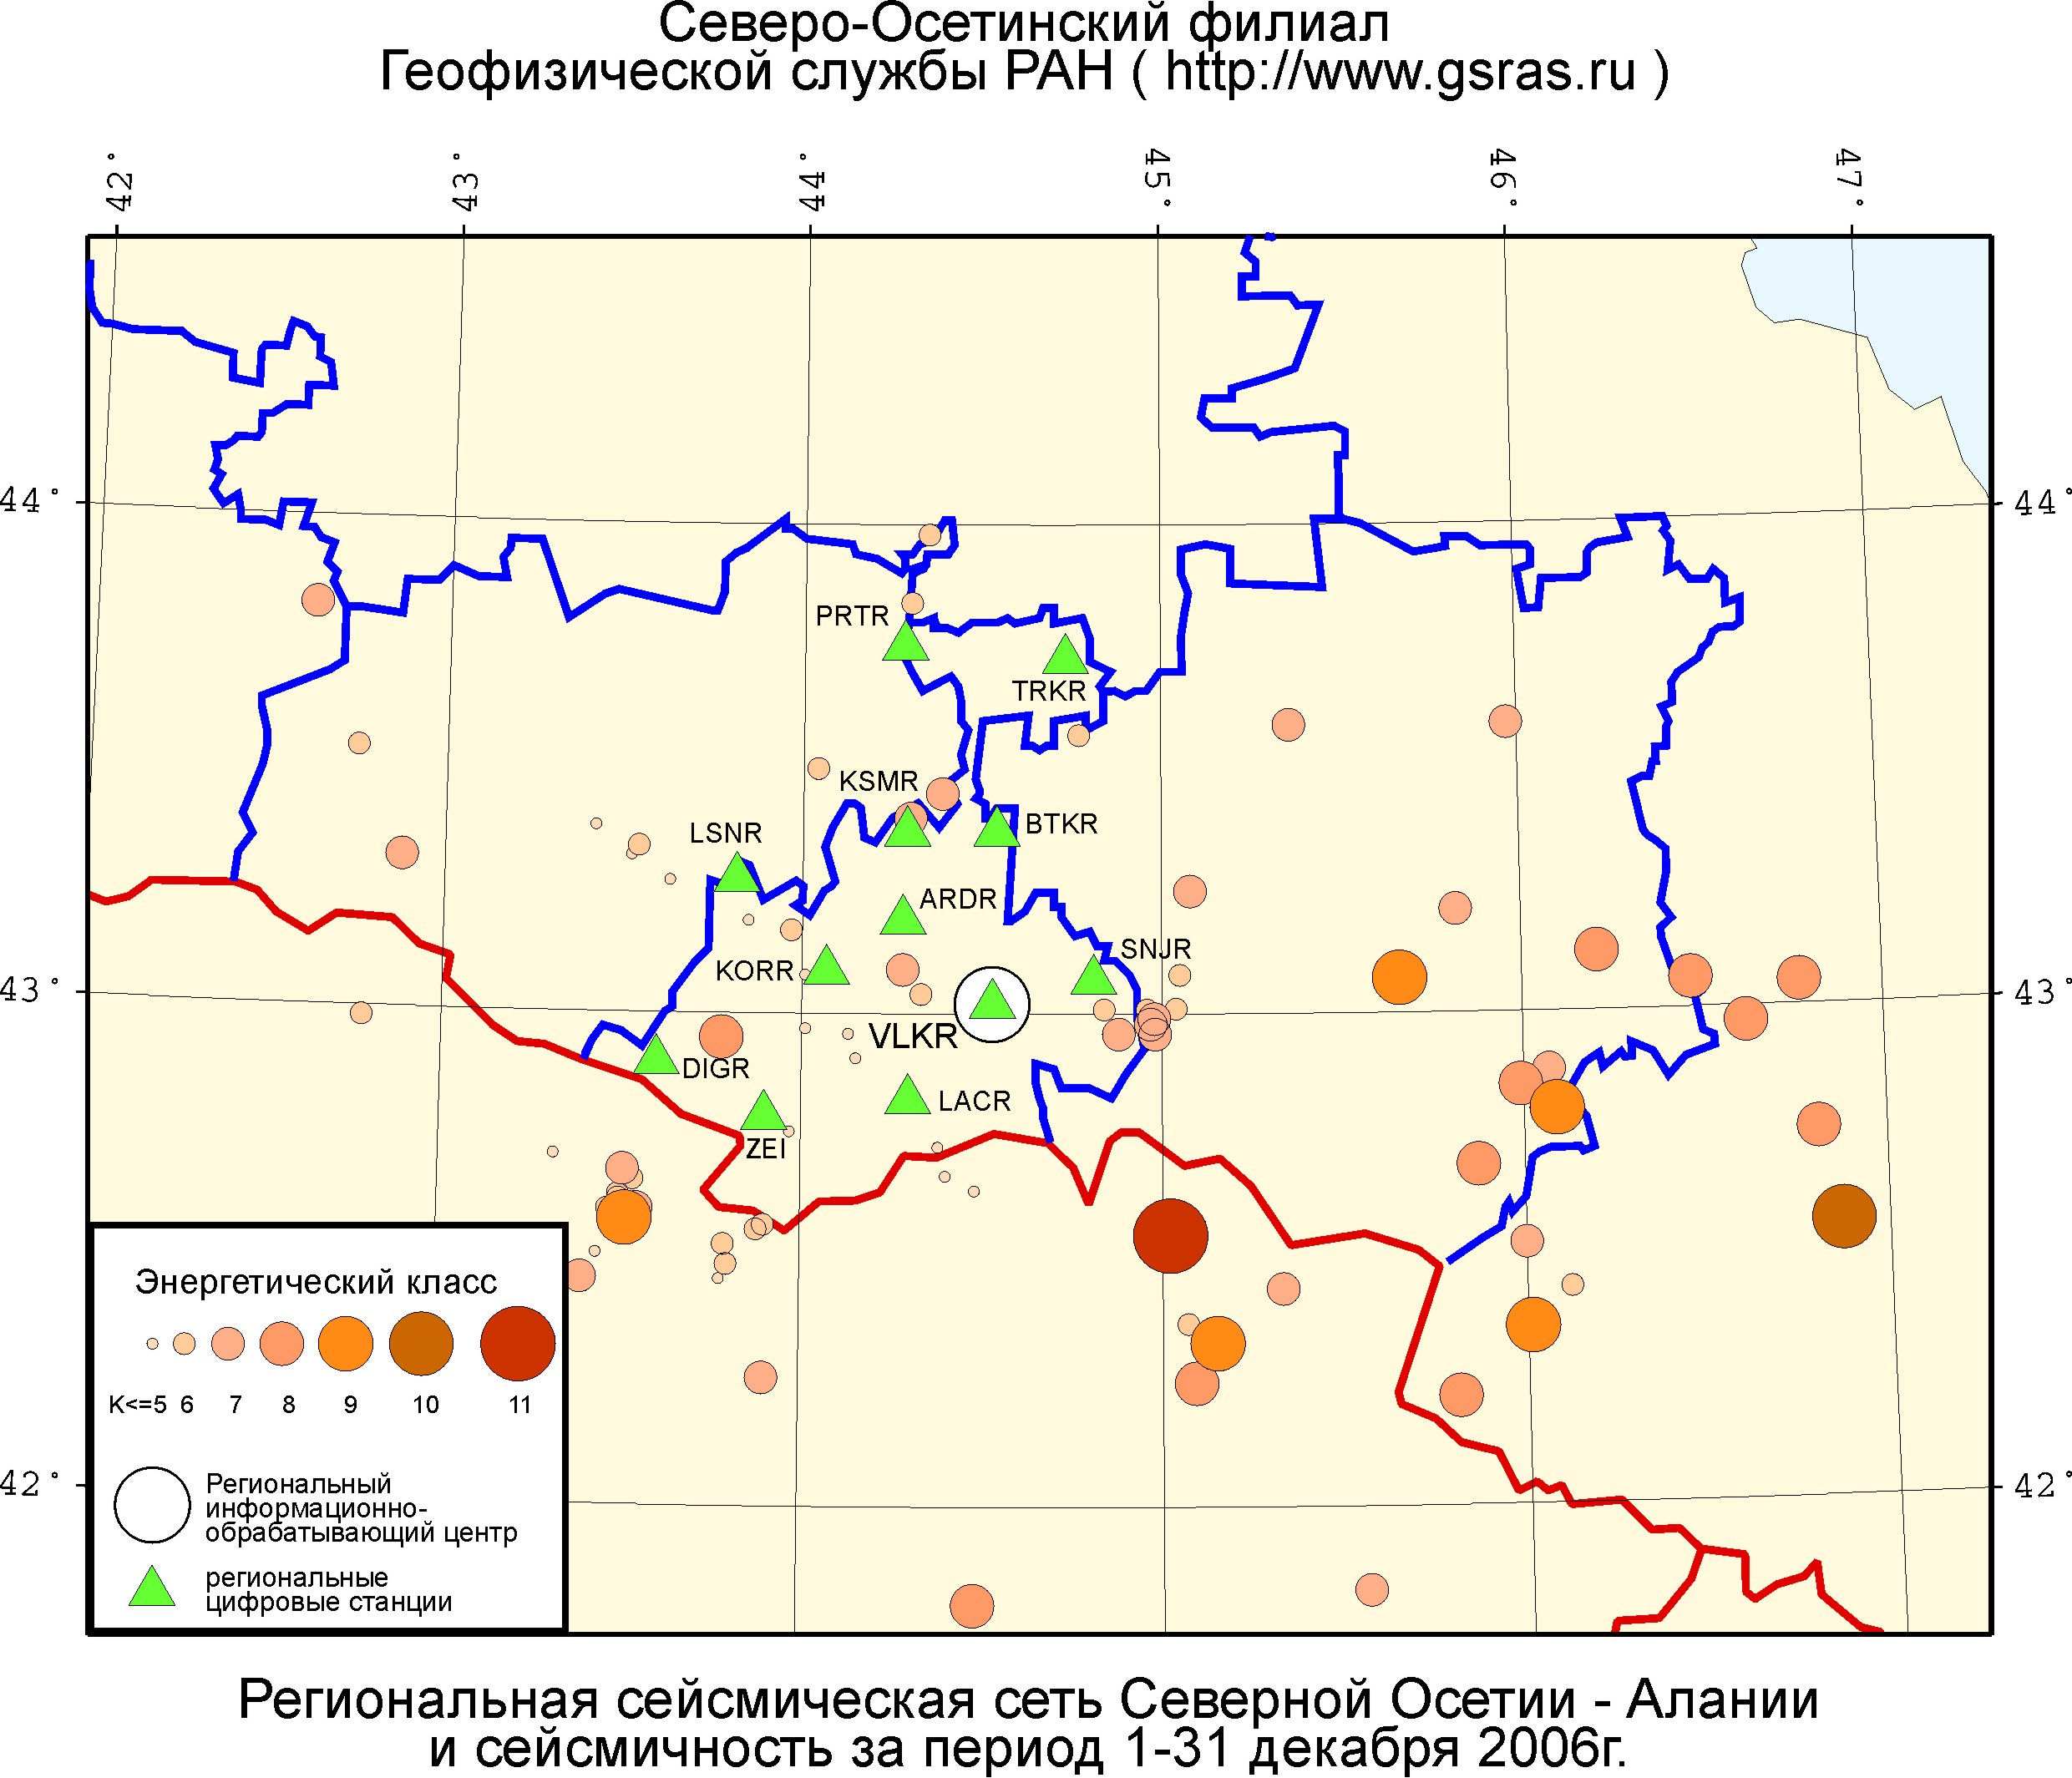 Северо-Осетинский филиал
Геофизической службы РАН ( http://www.gsras.ru )
42°
43°
44°
45°
46°
47°
44°
44°
PRTR
TRKR
KSMR
BTKR
LSNR
ARDR
SNJR
KORR
43°
43°
VLKR
DIGR
LACR
ZEI
Энергетический класс
K<=5 6 7 8 9 10 11
42°
42°
Региональный
информационно-
обрабатывающий центр
региональные
цифровые станции
Региональная сейсмическая сеть Северной Осетии - Алании
и сейсмичность за период 1-31 декабря 2006г.